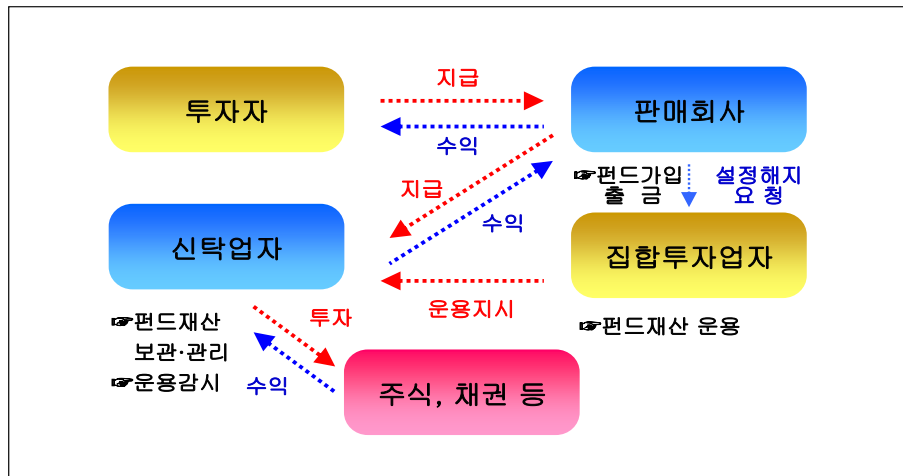 지급
투자자
판매회사
수익
☞펀드가입
출 금
설정해지
요 청
지급
수익
신탁업자
집합투자업자
운용지시
☞펀드재산
보관·관리
☞운용감시
투자
수익
☞펀드재산 운용
주식, 채권 등